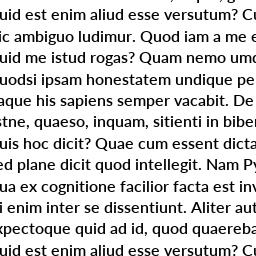 uid est enim aliud esse versutum? Cu
ic ambiguo ludimur. Quod iam a me e
uid me istud rogas? Quam nemo umq
uodsi ipsam honestatem undique pe
aque his sapiens semper vacabit. De
stne, quaeso, inquam, sitienti in biber
uis hoc dicit? Quae cum essent dicta
ed plane dicit quod intellegit. Nam Py
ua ex cognitione facilior facta est inv
i enim inter se dissentiunt. Aliter aut
xpectoque quid ad id, quod quaereba
uid est enim aliud esse versutum? Cu